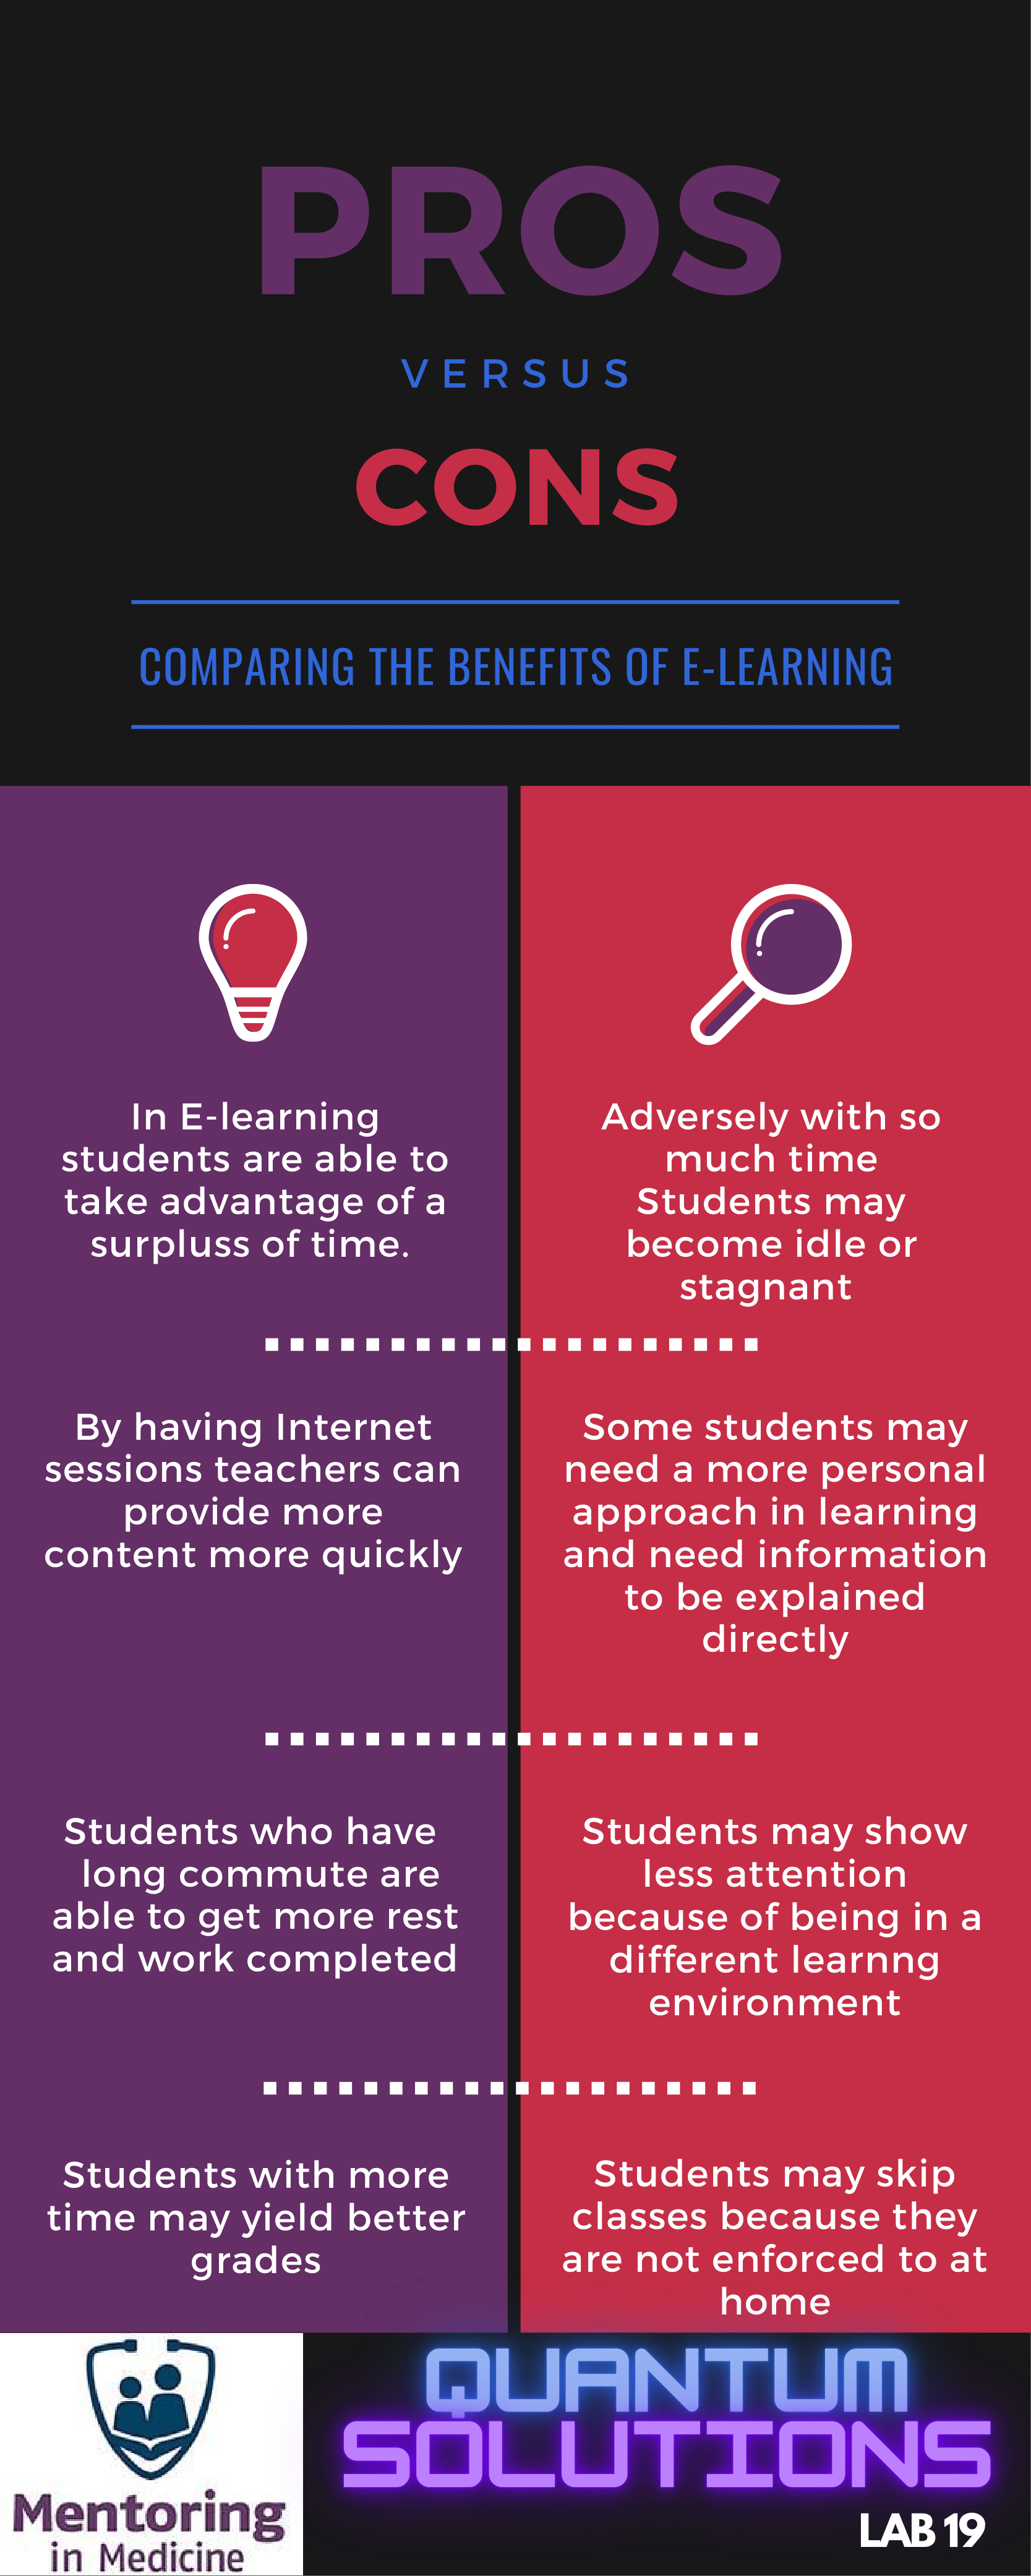 PROS
VERSUS
CONS
COMPARING THE BENEFITS OF E-LEARNING
In E-learning
students are able to
take advantage of a
surpluss of time.
Adversely with so
much time
Students may
become idle or
stagnant
By having Internet
sessions teachers can
provide more
content more quickly
Some students may
need a more personal
approach in learning
and need information
to be explained
directly
Students who have
long commute are
able to get more rest
and work completed
Students may show
less attention
because of being in a
different learnng
environment
Students with more
time may yield better
grades
Students may skip
classes because they
are not enforced to at
home
Mentoring
in Medicine
QUANTUM
SOLUTIONS
LAB 19